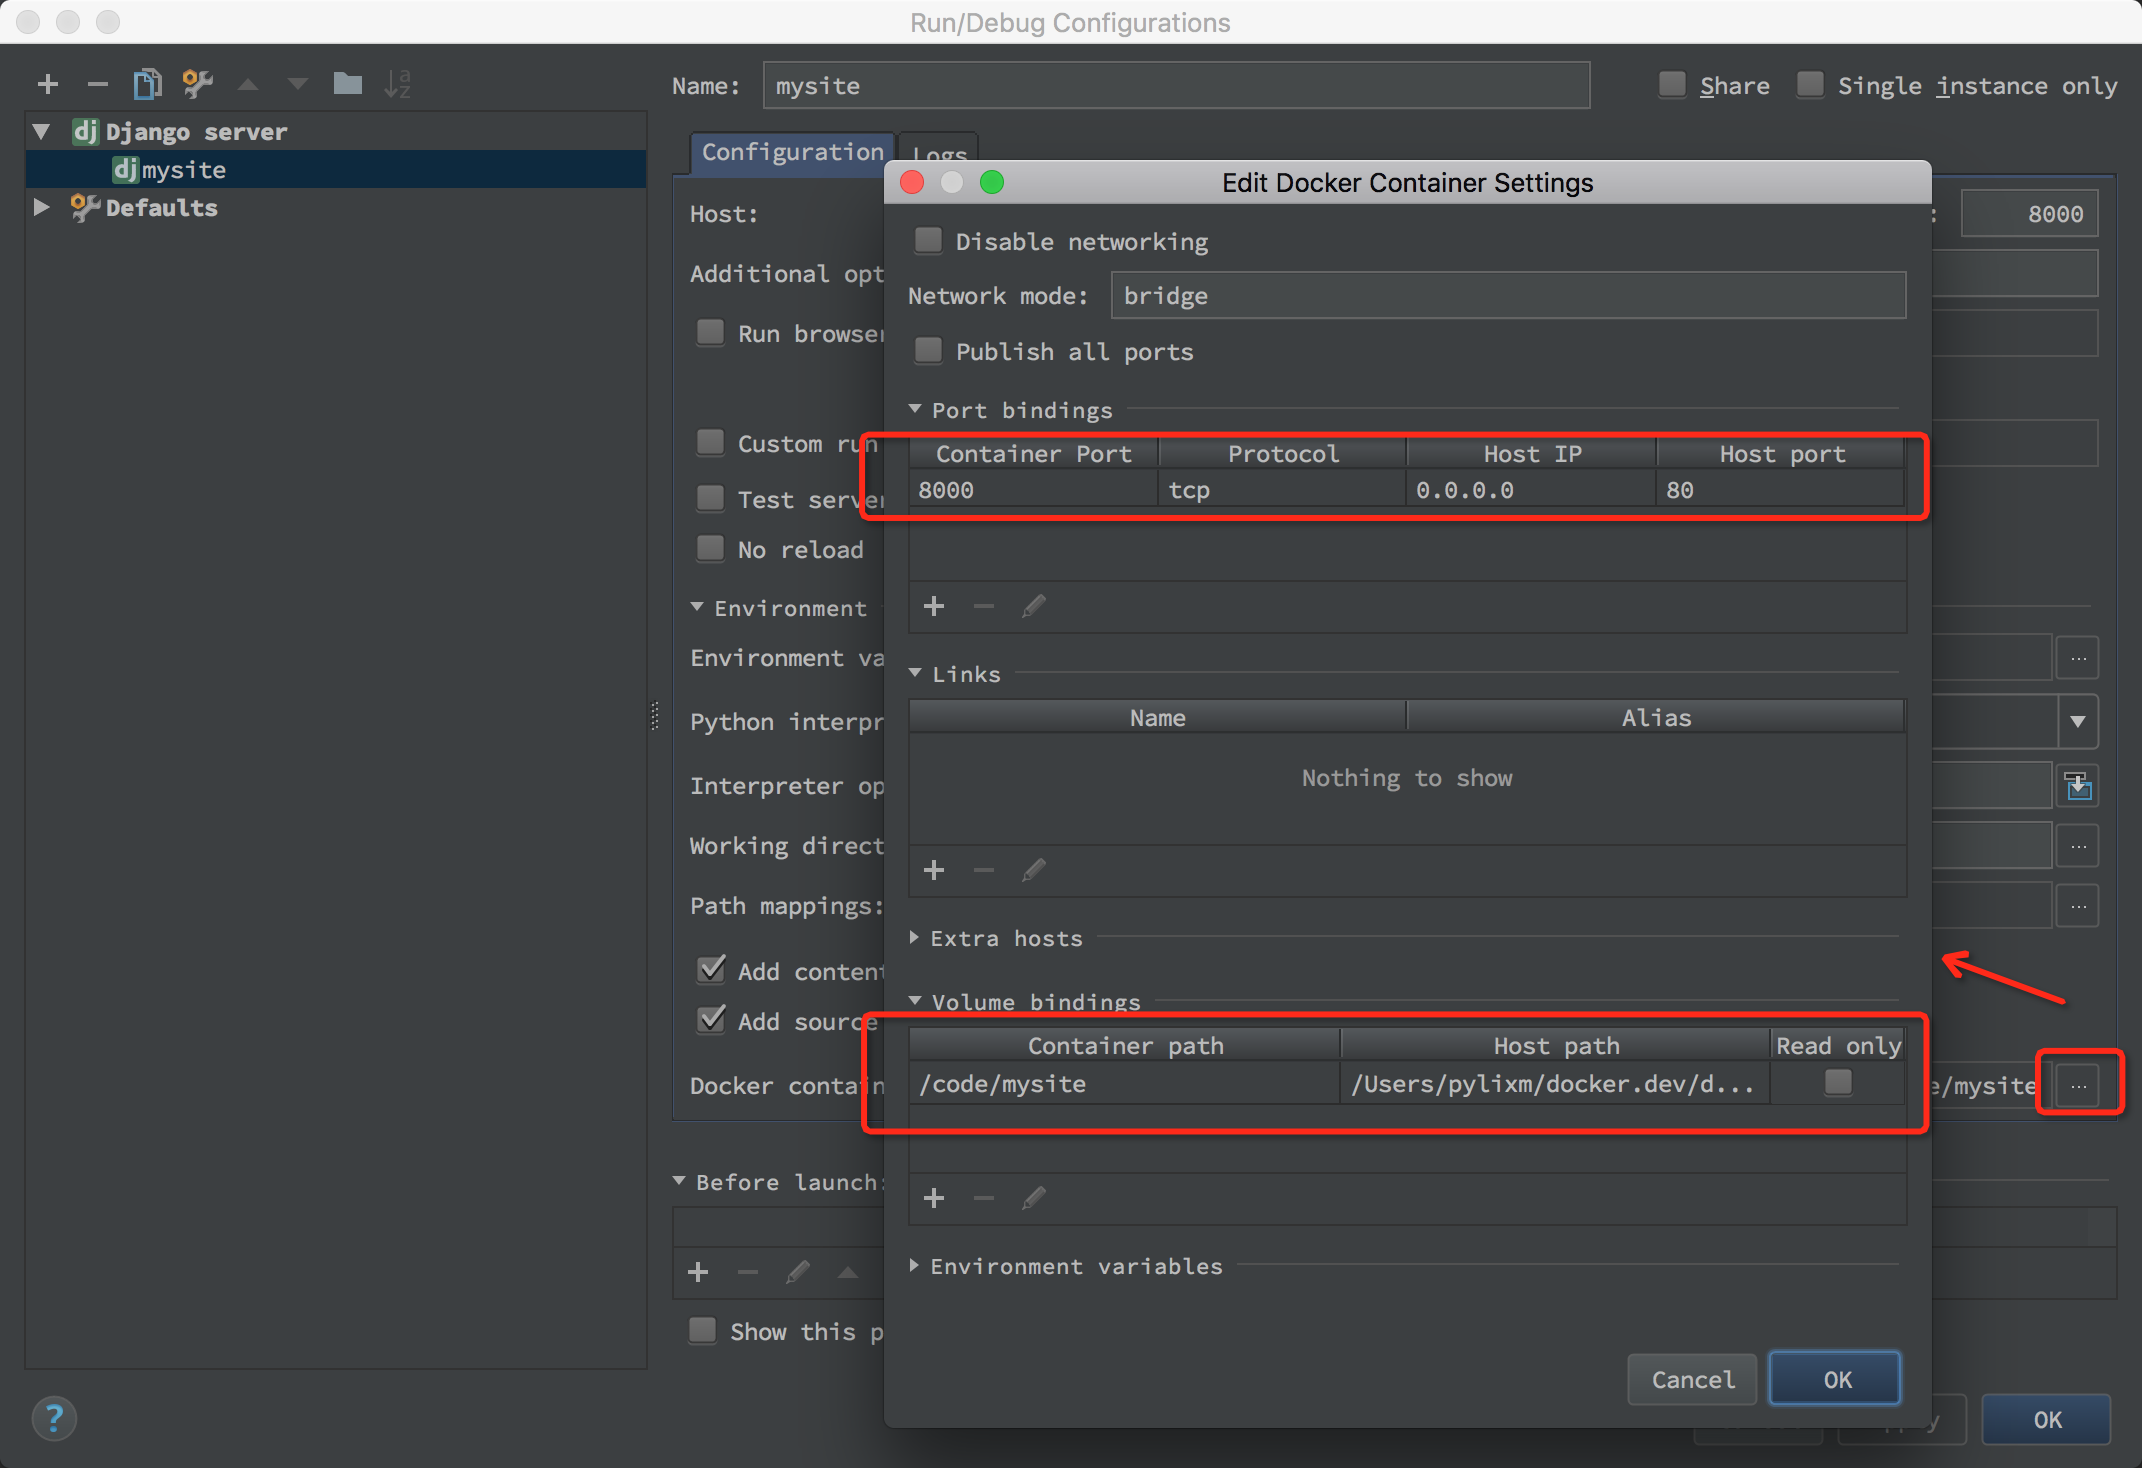 Run/Debug Configurations
Name: mysite Share Single instance only
Django server
mysite
Defaults
Configuration Logs
Edit Docker Container Settings
Host: : 8000
Disable networking
Additional opt
Network mode: bridge
Run browser
Publish all ports
Port bindings
Custom run
Container Port Protocol Host IP Host port
8000 tcp 0.0.0.0 80
Test server
No reload
Environment
Environment va
Links
Name Alias
Python interpr
Nothing to show
Interpreter op
Working direct
Path mappings:
Extra hosts
Add content
Volume bindings
Add source
Container path Host path Read only
/code/mysite /Users/pylixm/docker.dev/d...
Docker contain e/mysite ...
Before launch:
Environment variables
Show this p
Cancel OK
? OK